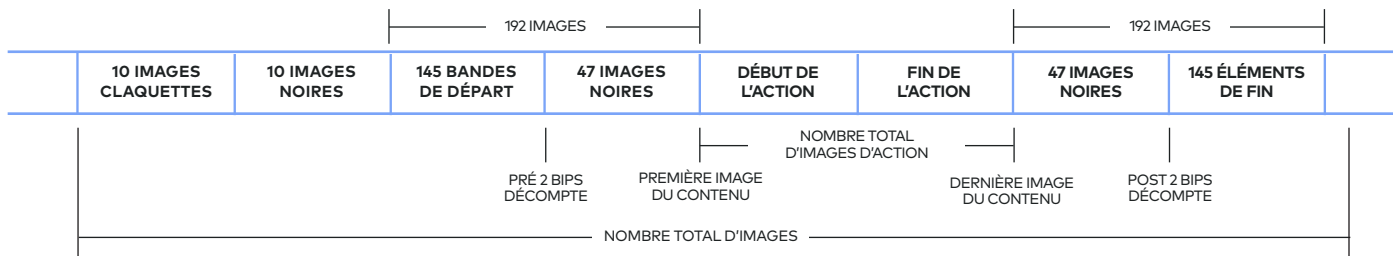 192 IMAGES
192 IMAGES
10 IMAGES
CLAQUETTES
10 IMAGES
NOIRES
145 BANDES
DE DÉPART
47 IMAGES
NOIRES
DÉBUT DE
L'ACTION
FIN DE
L'ACTION
47 IMAGES
NOIRES
145 ÉLÉMENTS
DE FIN
NOMBRE TOTAL
D'IMAGES D'ACTION
PRÉ 2 BIPS
DÉCOMPTE
PREMIÈRE IMAGE
DU CONTENU
DERNIÈRE IMAGE
DU CONTENU
POST 2 BIPS
DÉCOMPTE
NOMBRE TOTAL D'IMAGES